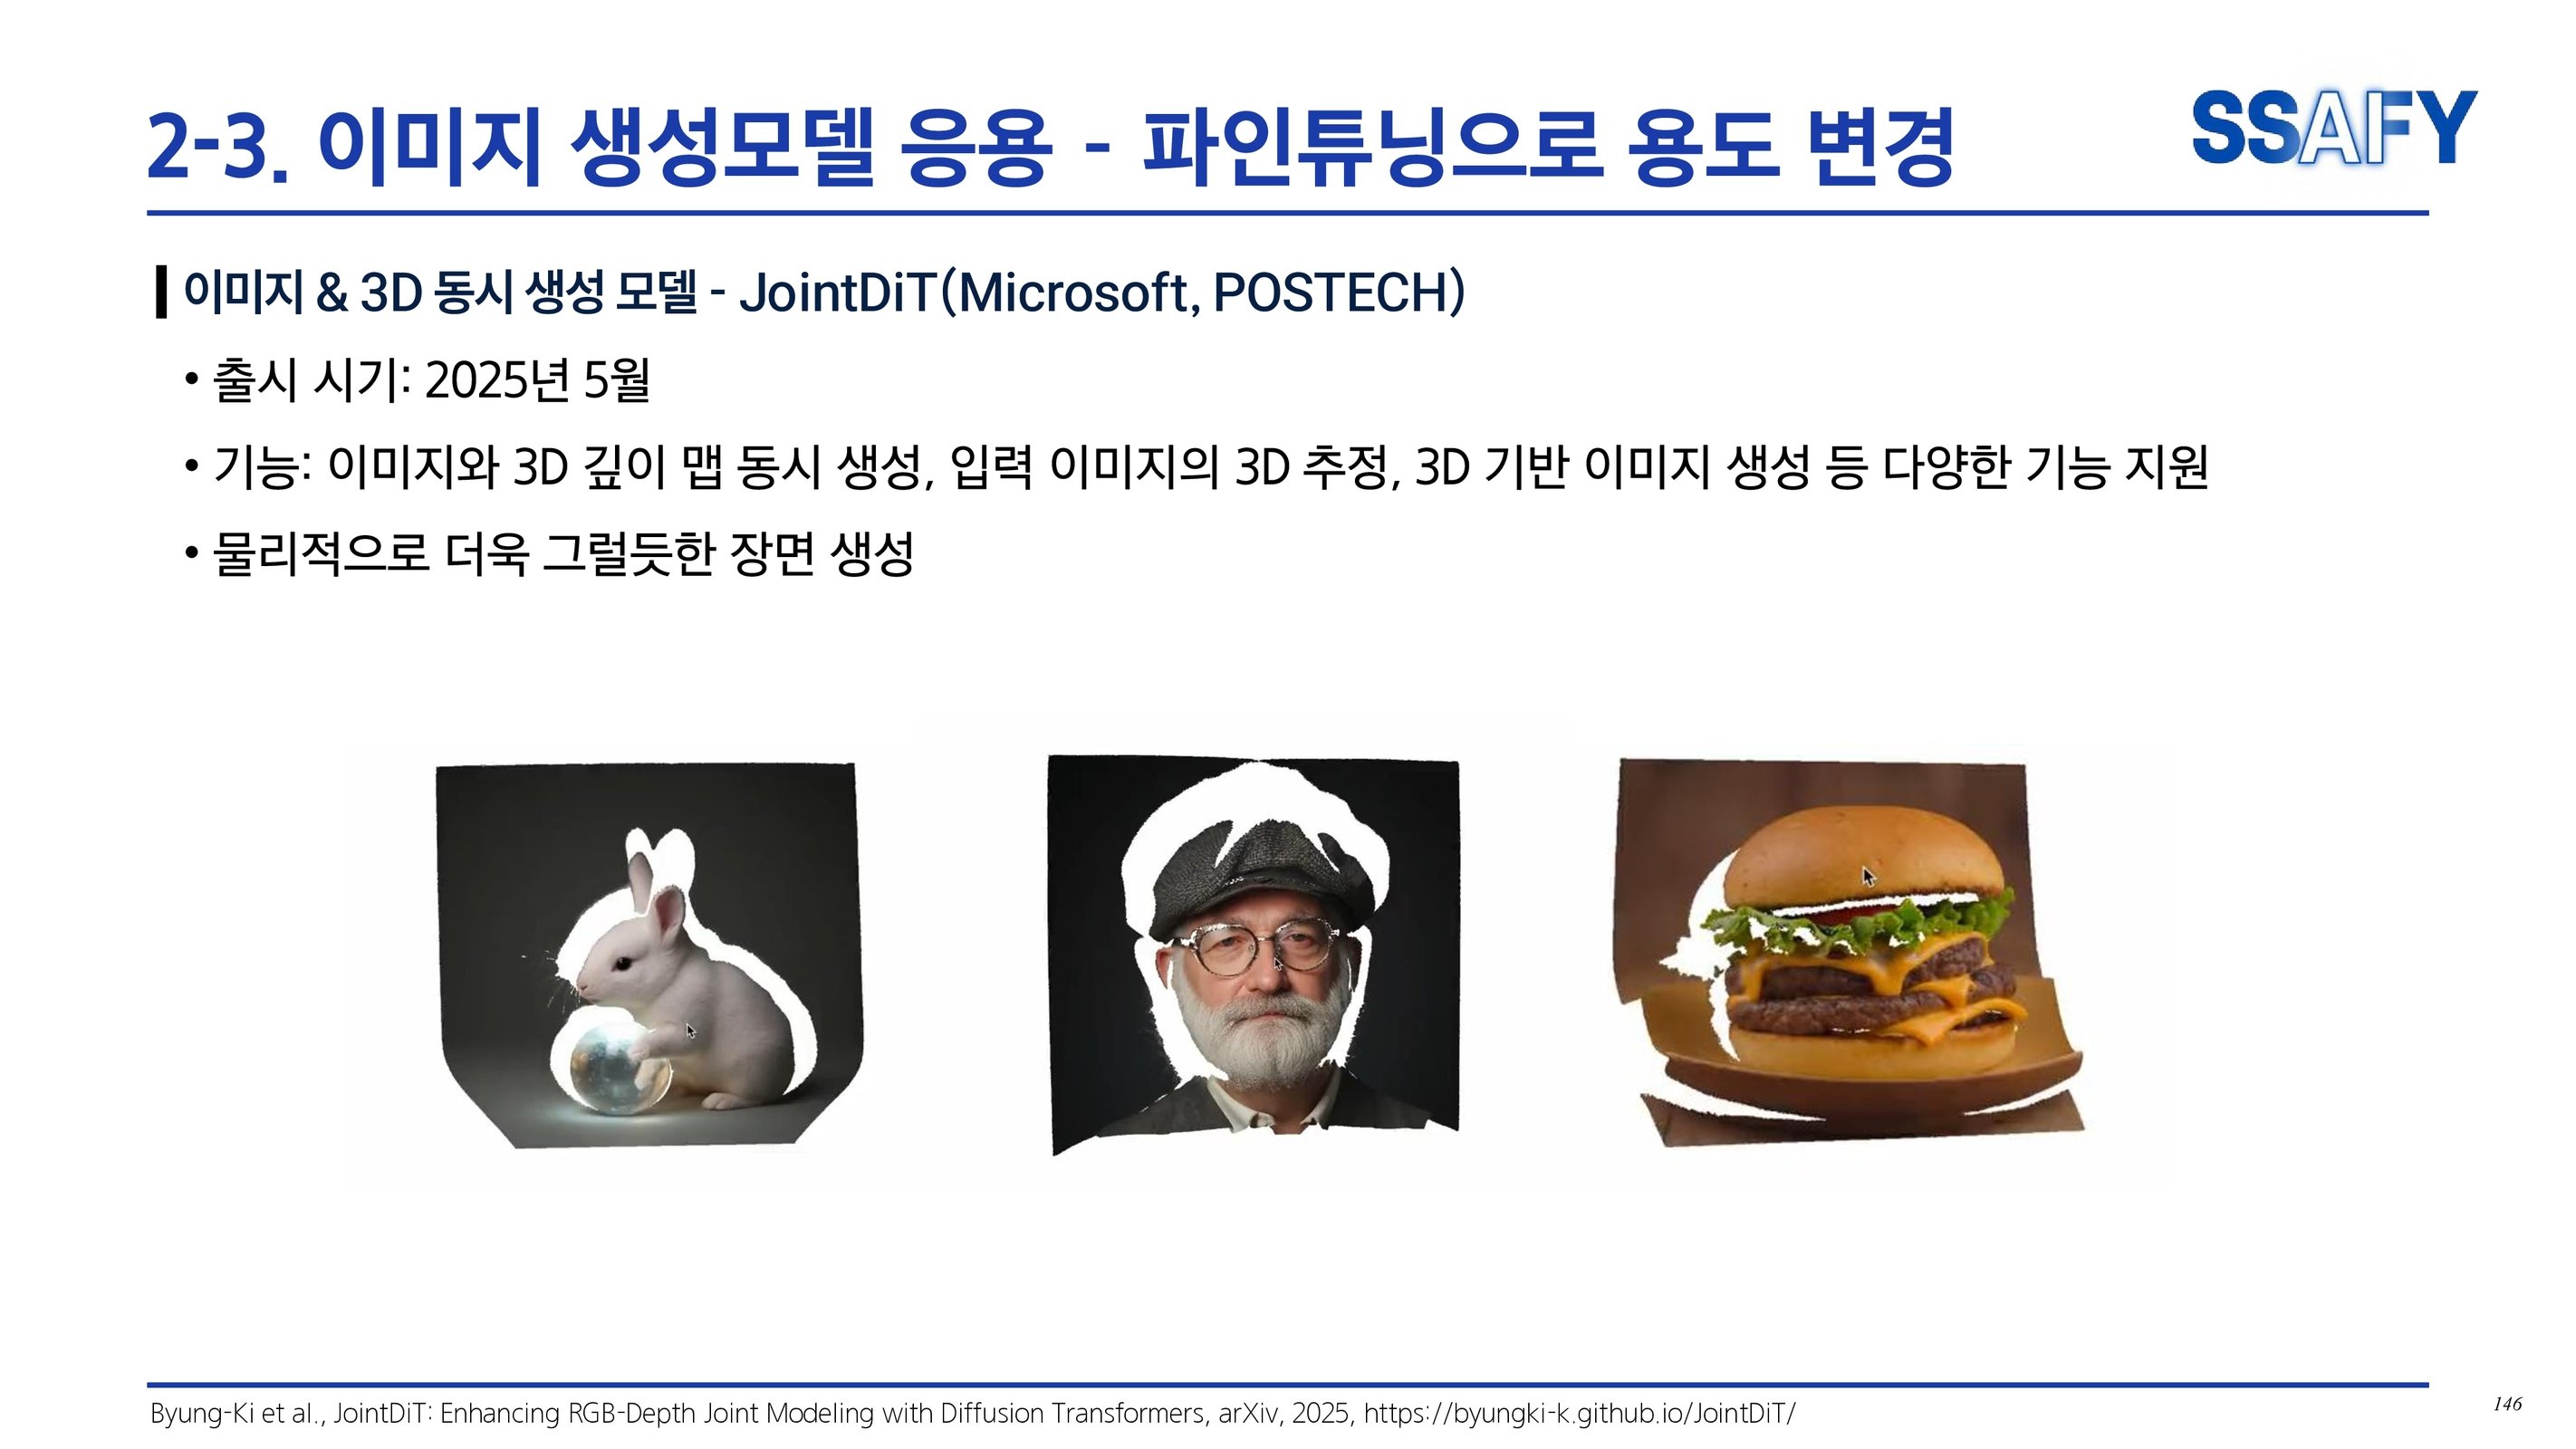 2-3. 이미지 생성모델 응용 - 파인튜닝으로 용도 변경
SSAFY
이미지 & 3D 동시 생성 모델 - JointDiT(Microsoft, POSTECH)
• 출시 시기: 2025년 5월
• 기능: 이미지와 3D 깊이 맵 동시 생성, 입력 이미지의 3D 추정, 3D 기반 이미지 생성 등 다양한 기능 지원
• 물리적으로 더욱 그럴듯한 장면 생성
Byung-Ki et al., JointDiT: Enhancing RGB-Depth Joint Modeling with Diffusion Transformers, arXiv, 2025, https://byungki-k.github.io/JointDiT/
146